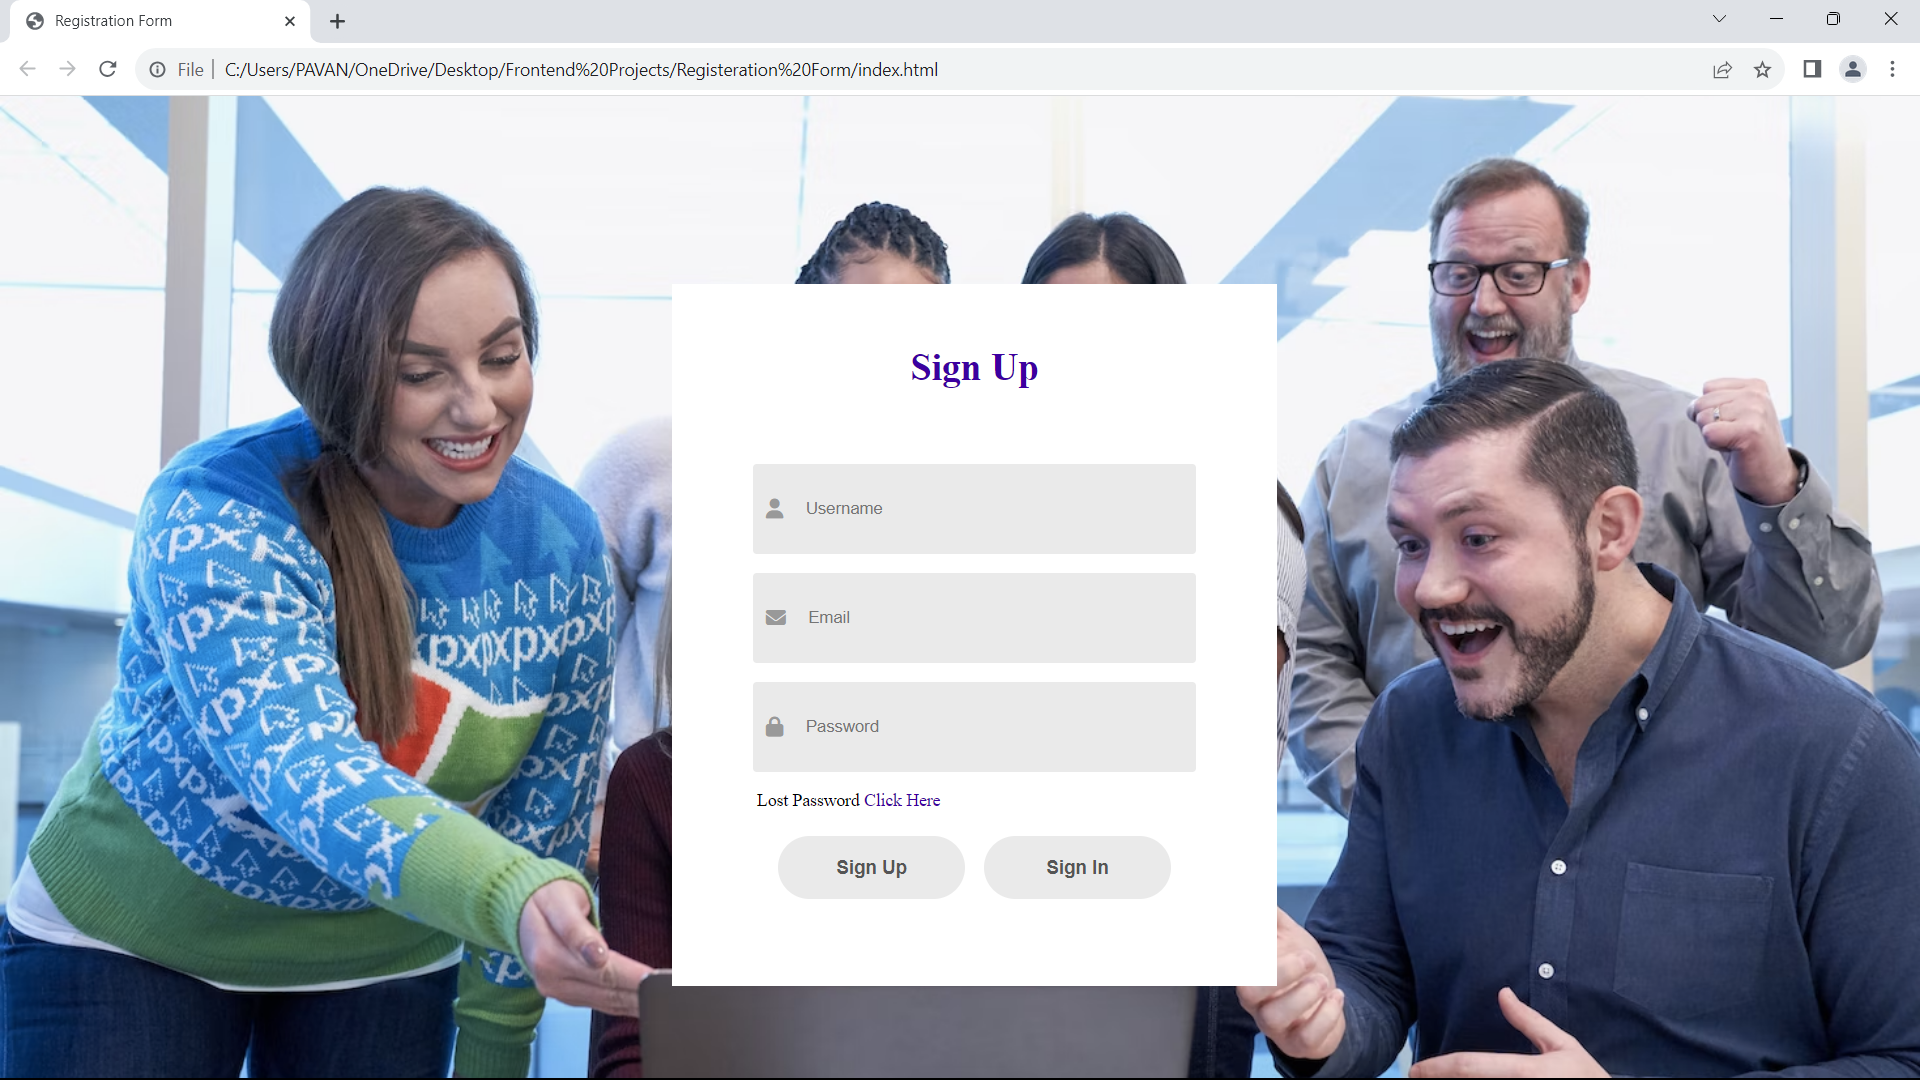 Registration Form
File
C:/Users/PAVAN/OneDrive/Desktop/Frontend%20Projects/Registeration%20Form/index.html
Sign Up
Username
Email
Password
Lost Password Click Here
Sign Up Sign In